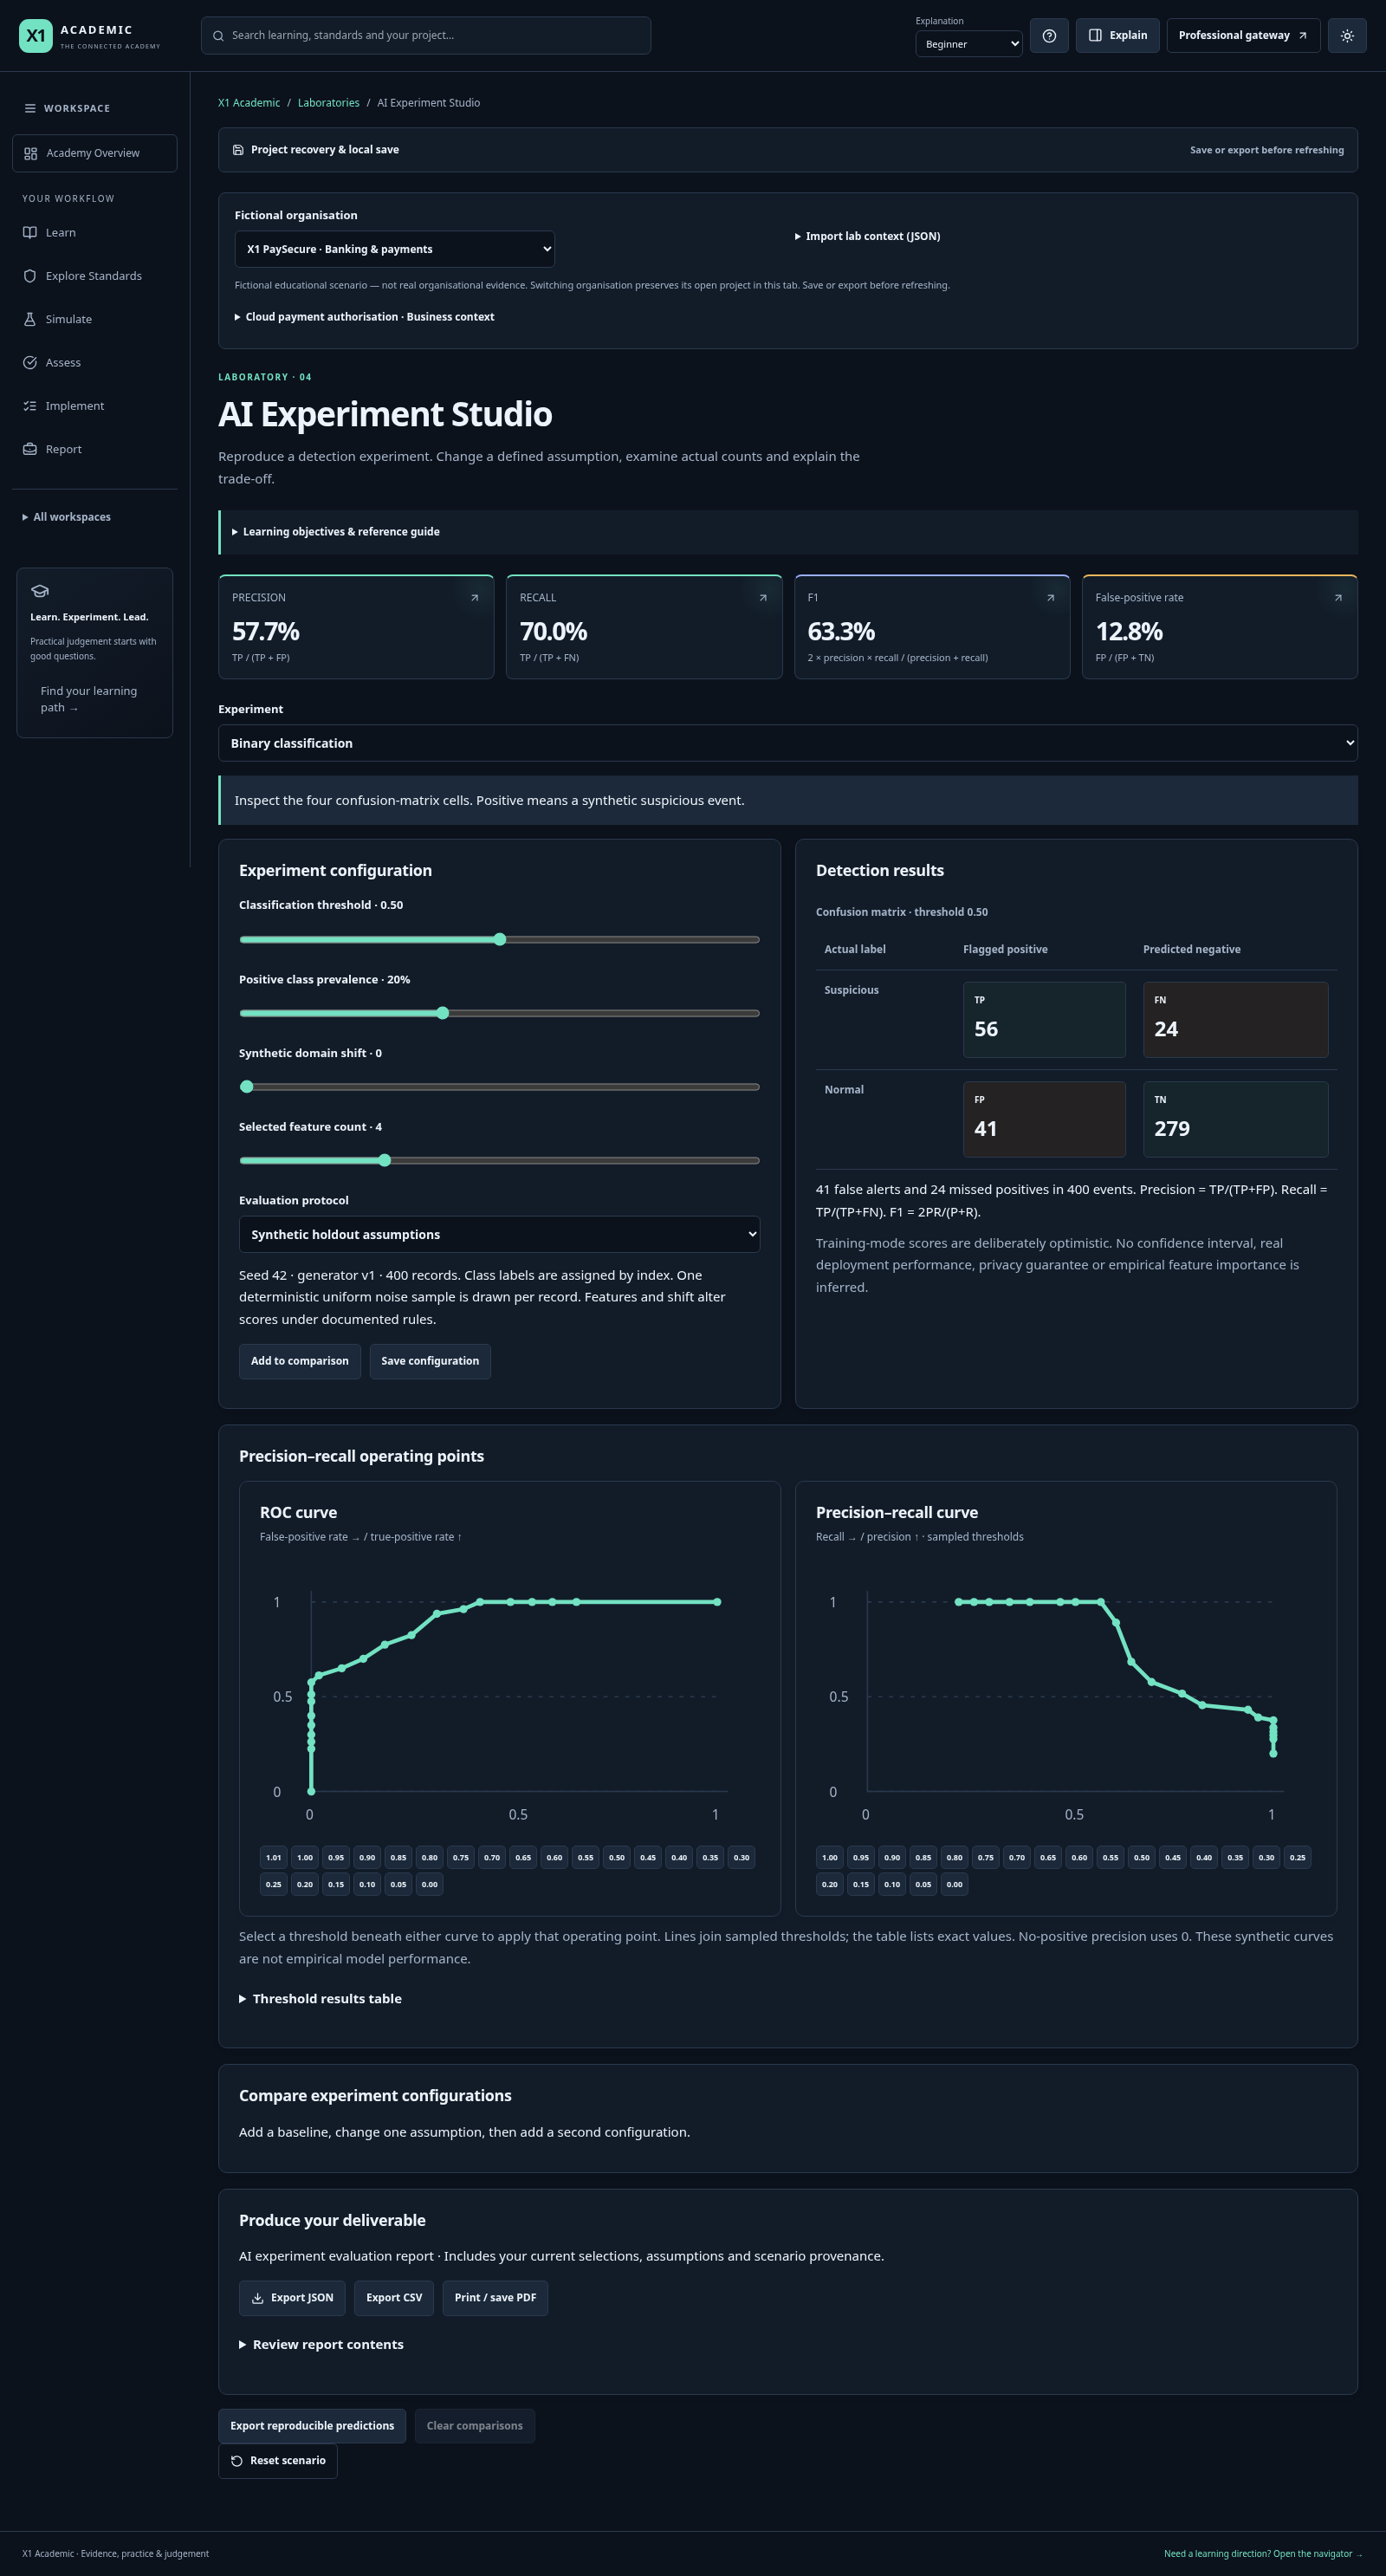 X1
ACADEMIC
THE CONNECTED ACADEMY
Search learning, standards and your project...
Explanation
Beginner
Explain
Professional gateway
WORKSPACE
Academy Overview
YOUR WORKFLOW
Learn
Explore Standards
Simulate
Assess
Implement
Report
All workspaces
Learn. Experiment. Lead.
Practical judgement starts with
good questions.
Find your learning
path →
X1 Academic / Laboratories / AI Experiment Studio
Project recovery & local save
Save or export before refreshing
Fictional organisation
X1 PaySecure · Banking & payments
Import lab context (JSON)
Fictional educational scenario — not real organisational evidence. Switching organisation preserves its open project in this tab. Save or export before refreshing.
Cloud payment authorisation · Business context
LABORATORY · 04
AI Experiment Studio
Reproduce a detection experiment. Change a defined assumption, examine actual counts and explain the
trade-off.
Learning objectives & reference guide
PRECISION
57.7%
TP / (TP + FP)
RECALL
70.0%
TP / (TP + FN)
F1
63.3%
2 × precision × recall / (precision + recall)
False-positive rate
12.8%
FP / (FP + TN)
Experiment
Binary classification
Inspect the four confusion-matrix cells. Positive means a synthetic suspicious event.
Experiment configuration
Classification threshold · 0.50
Positive class prevalence · 20%
Synthetic domain shift · 0
Selected feature count · 4
Evaluation protocol
Synthetic holdout assumptions
Seed 42 · generator v1 · 400 records. Class labels are assigned by index. One
deterministic uniform noise sample is drawn per record. Features and shift alter
scores under documented rules.
Add to comparison
Save configuration
Detection results
Confusion matrix · threshold 0.50
Actual label Flagged positive Predicted negative
Suspicious
TP
56
FN
24
Normal
FP
41
TN
279
41 false alerts and 24 missed positives in 400 events. Precision = TP/(TP+FP). Recall =
TP/(TP+FN). F1 = 2PR/(P+R).
Training-mode scores are deliberately optimistic. No confidence interval, real
deployment performance, privacy guarantee or empirical feature importance is
inferred.
Precision–recall operating points
ROC curve
False-positive rate → / true-positive rate ↑
1
0.5
0
0 0.5 1
1.01 1.00 0.95 0.90 0.85 0.80 0.75 0.70 0.65 0.60 0.55 0.50 0.45 0.40 0.35 0.30
0.25 0.20 0.15 0.10 0.05 0.00
Precision–recall curve
Recall → / precision ↑ · sampled thresholds
1
0.5
0
0 0.5 1
1.00 0.95 0.90 0.85 0.80 0.75 0.70 0.65 0.60 0.55 0.50 0.45 0.40 0.35 0.30 0.25
0.20 0.15 0.10 0.05 0.00
Select a threshold beneath either curve to apply that operating point. Lines join sampled thresholds; the table lists exact values. No-positive precision uses 0. These synthetic curves
are not empirical model performance.
Threshold results table
Compare experiment configurations
Add a baseline, change one assumption, then add a second configuration.
Produce your deliverable
AI experiment evaluation report · Includes your current selections, assumptions and scenario provenance.
Export JSON
Export CSV
Print / save PDF
Review report contents
Export reproducible predictions
Clear comparisons
Reset scenario
X1 Academic · Evidence, practice & judgement
Need a learning direction? Open the navigator →